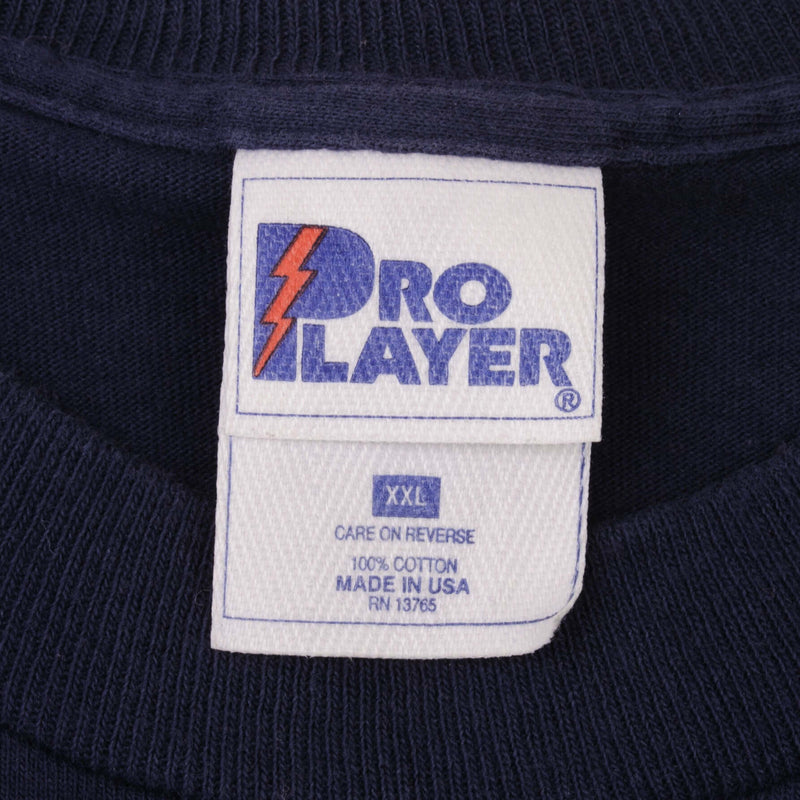 PRO
PLAYER®
XXL
CARE ON REVERSE
100% COTTON
MADE IN USA
RN 13765